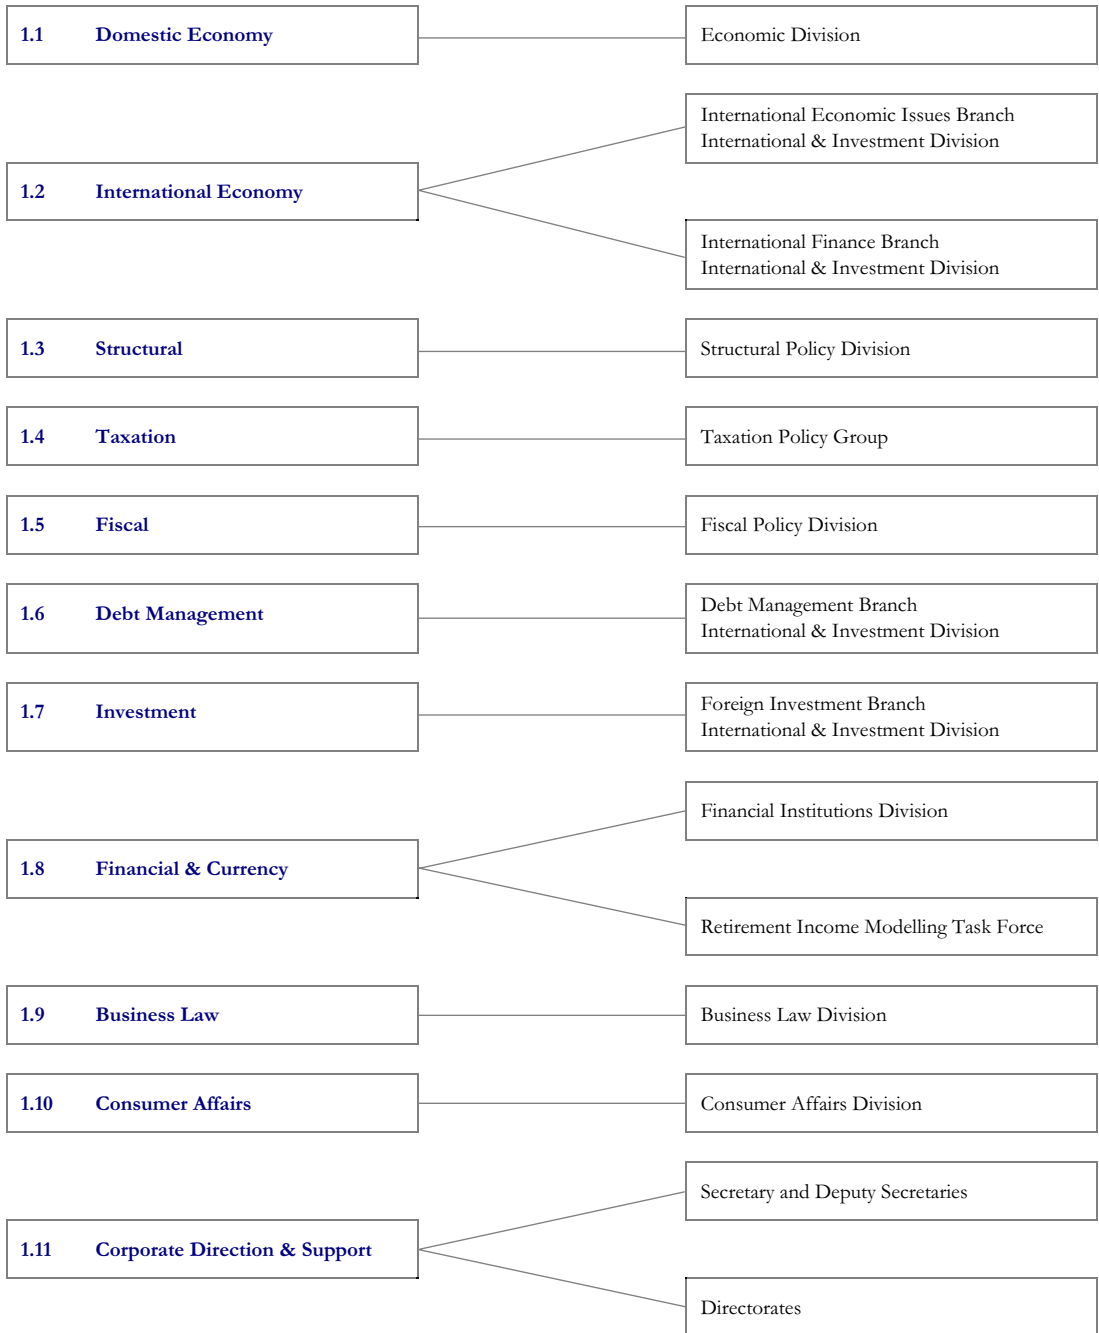 1.1 Domestic Economy
Economic Division
International Economic Issues Branch
International & Investment Division
1.2 International Economy
International Finance Branch
International & Investment Division
1.3 Structural
Structural Policy Division
1.4 Taxation
Taxation Policy Group
1.5 Fiscal
Fiscal Policy Division
1.6 Debt Management
Debt Management Branch
International & Investment Division
1.7 Investment
Foreign Investment Branch
International & Investment Division
Financial Institutions Division
1.8 Financial & Currency
Retirement Income Modelling Task Force
1.9 Business Law
Business Law Division
1.10 Consumer Affairs
Consumer Affairs Division
Secretary and Deputy Secretaries
1.11 Corporate Direction & Support
Directorates